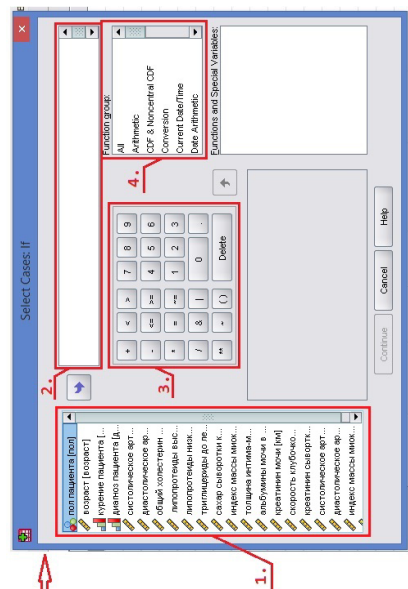 Select Cases: If
1.
пол пациента [пол]
возраст [возраст]
курение пациента [...
диагноз пациента [д...
систолическое арт...
диастолическое ар...
общий холестерин ...
липопротеиды выс...
липопротеиды низк...
триглицериды до ле...
сахар сыворотки к...
индекс массы миок...
толщина интима-м...
альбумины мочи в ...
креатинин мочи [км]
скорость клубочко...
креатинин сыворотк...
систолическое арт...
диастолическое ар...
индекс массы миок...
2.
3.
+ < > 7 8 9
- <= >= 4 5 6
* = ~= 1 2 3
/ & | 0 .
** ~ ( ) Delete
4.
Function group:
All
Arithmetic
CDF & Noncentral CDF
Conversion
Current Date/Time
Date Arithmetic
Functions and Special Variables:
Continue
Cancel
Help